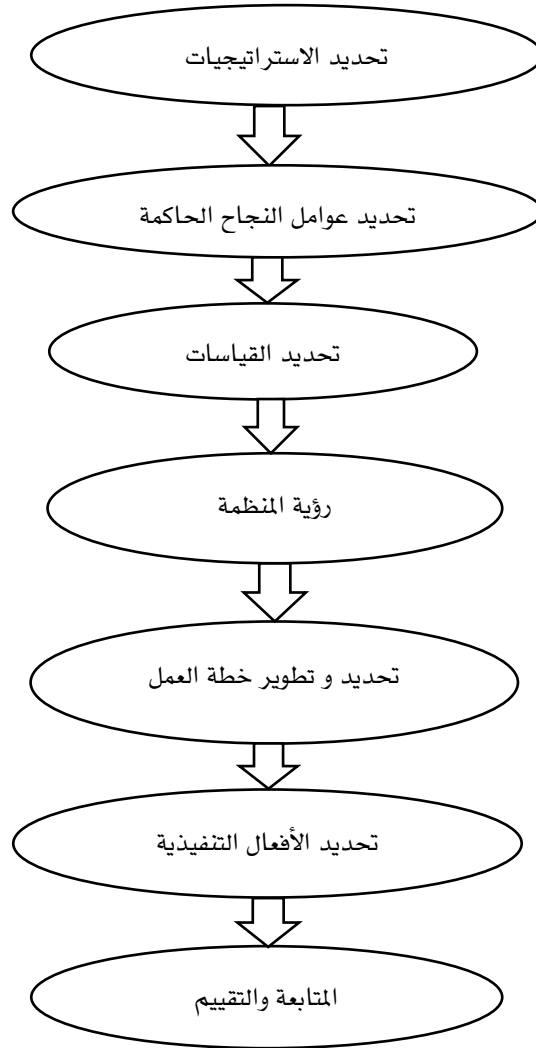 تحديد الاستراتيجيات
تحديد عوامل النجاح الحاكمة
تحديد القياسات
رؤية المنظمة
تحديد و تطوير خطة العمل
تحديد الأفعال التنفيذية
المتابعة والتقييم